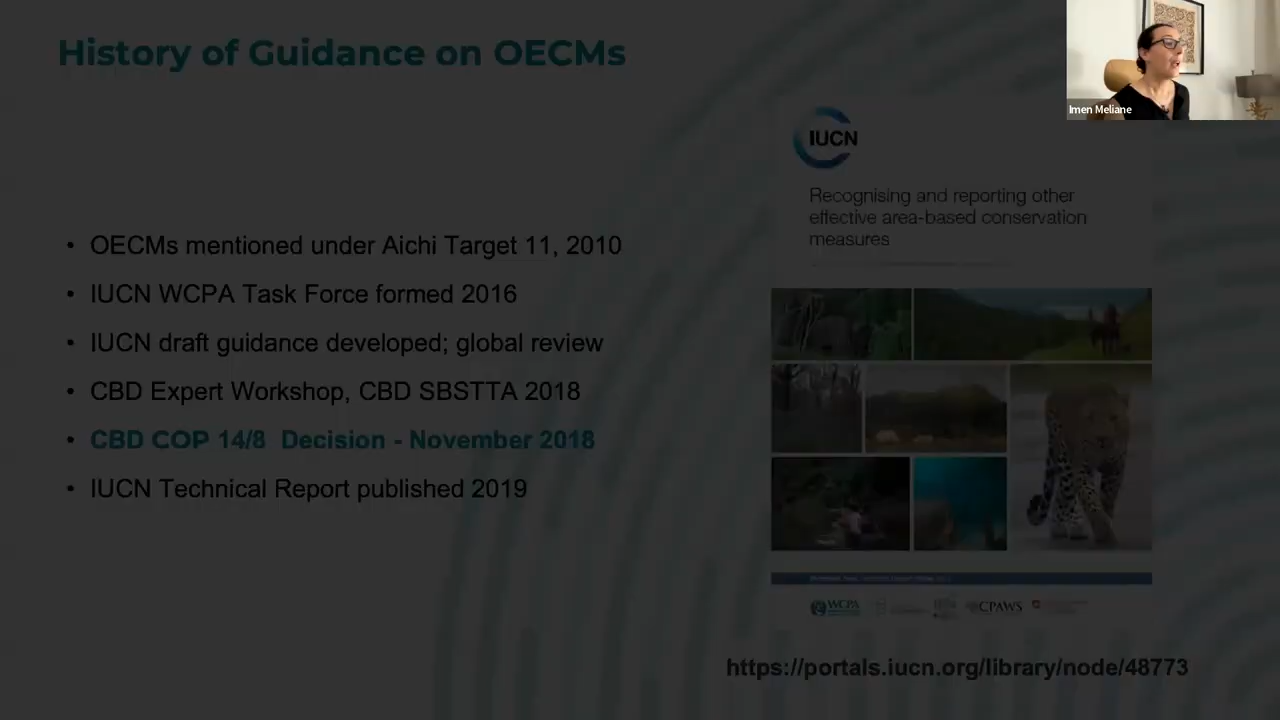 History of Guidance on OECMs
Imen Meliane
IUCN
Recognising and reporting other
effective area-based conservation
measures
• OECMs mentioned under Aichi Target 11, 2010
• IUCN WCPA Task Force formed 2016
• IUCN draft guidance developed; global review
• CBD Expert Workshop, CBD SBSTTA 2018
• CBD COP 14/8 Decision - November 2018
• IUCN Technical Report published 2019
WCPA
CPAWS
https://portals.iucn.org/library/node/48773